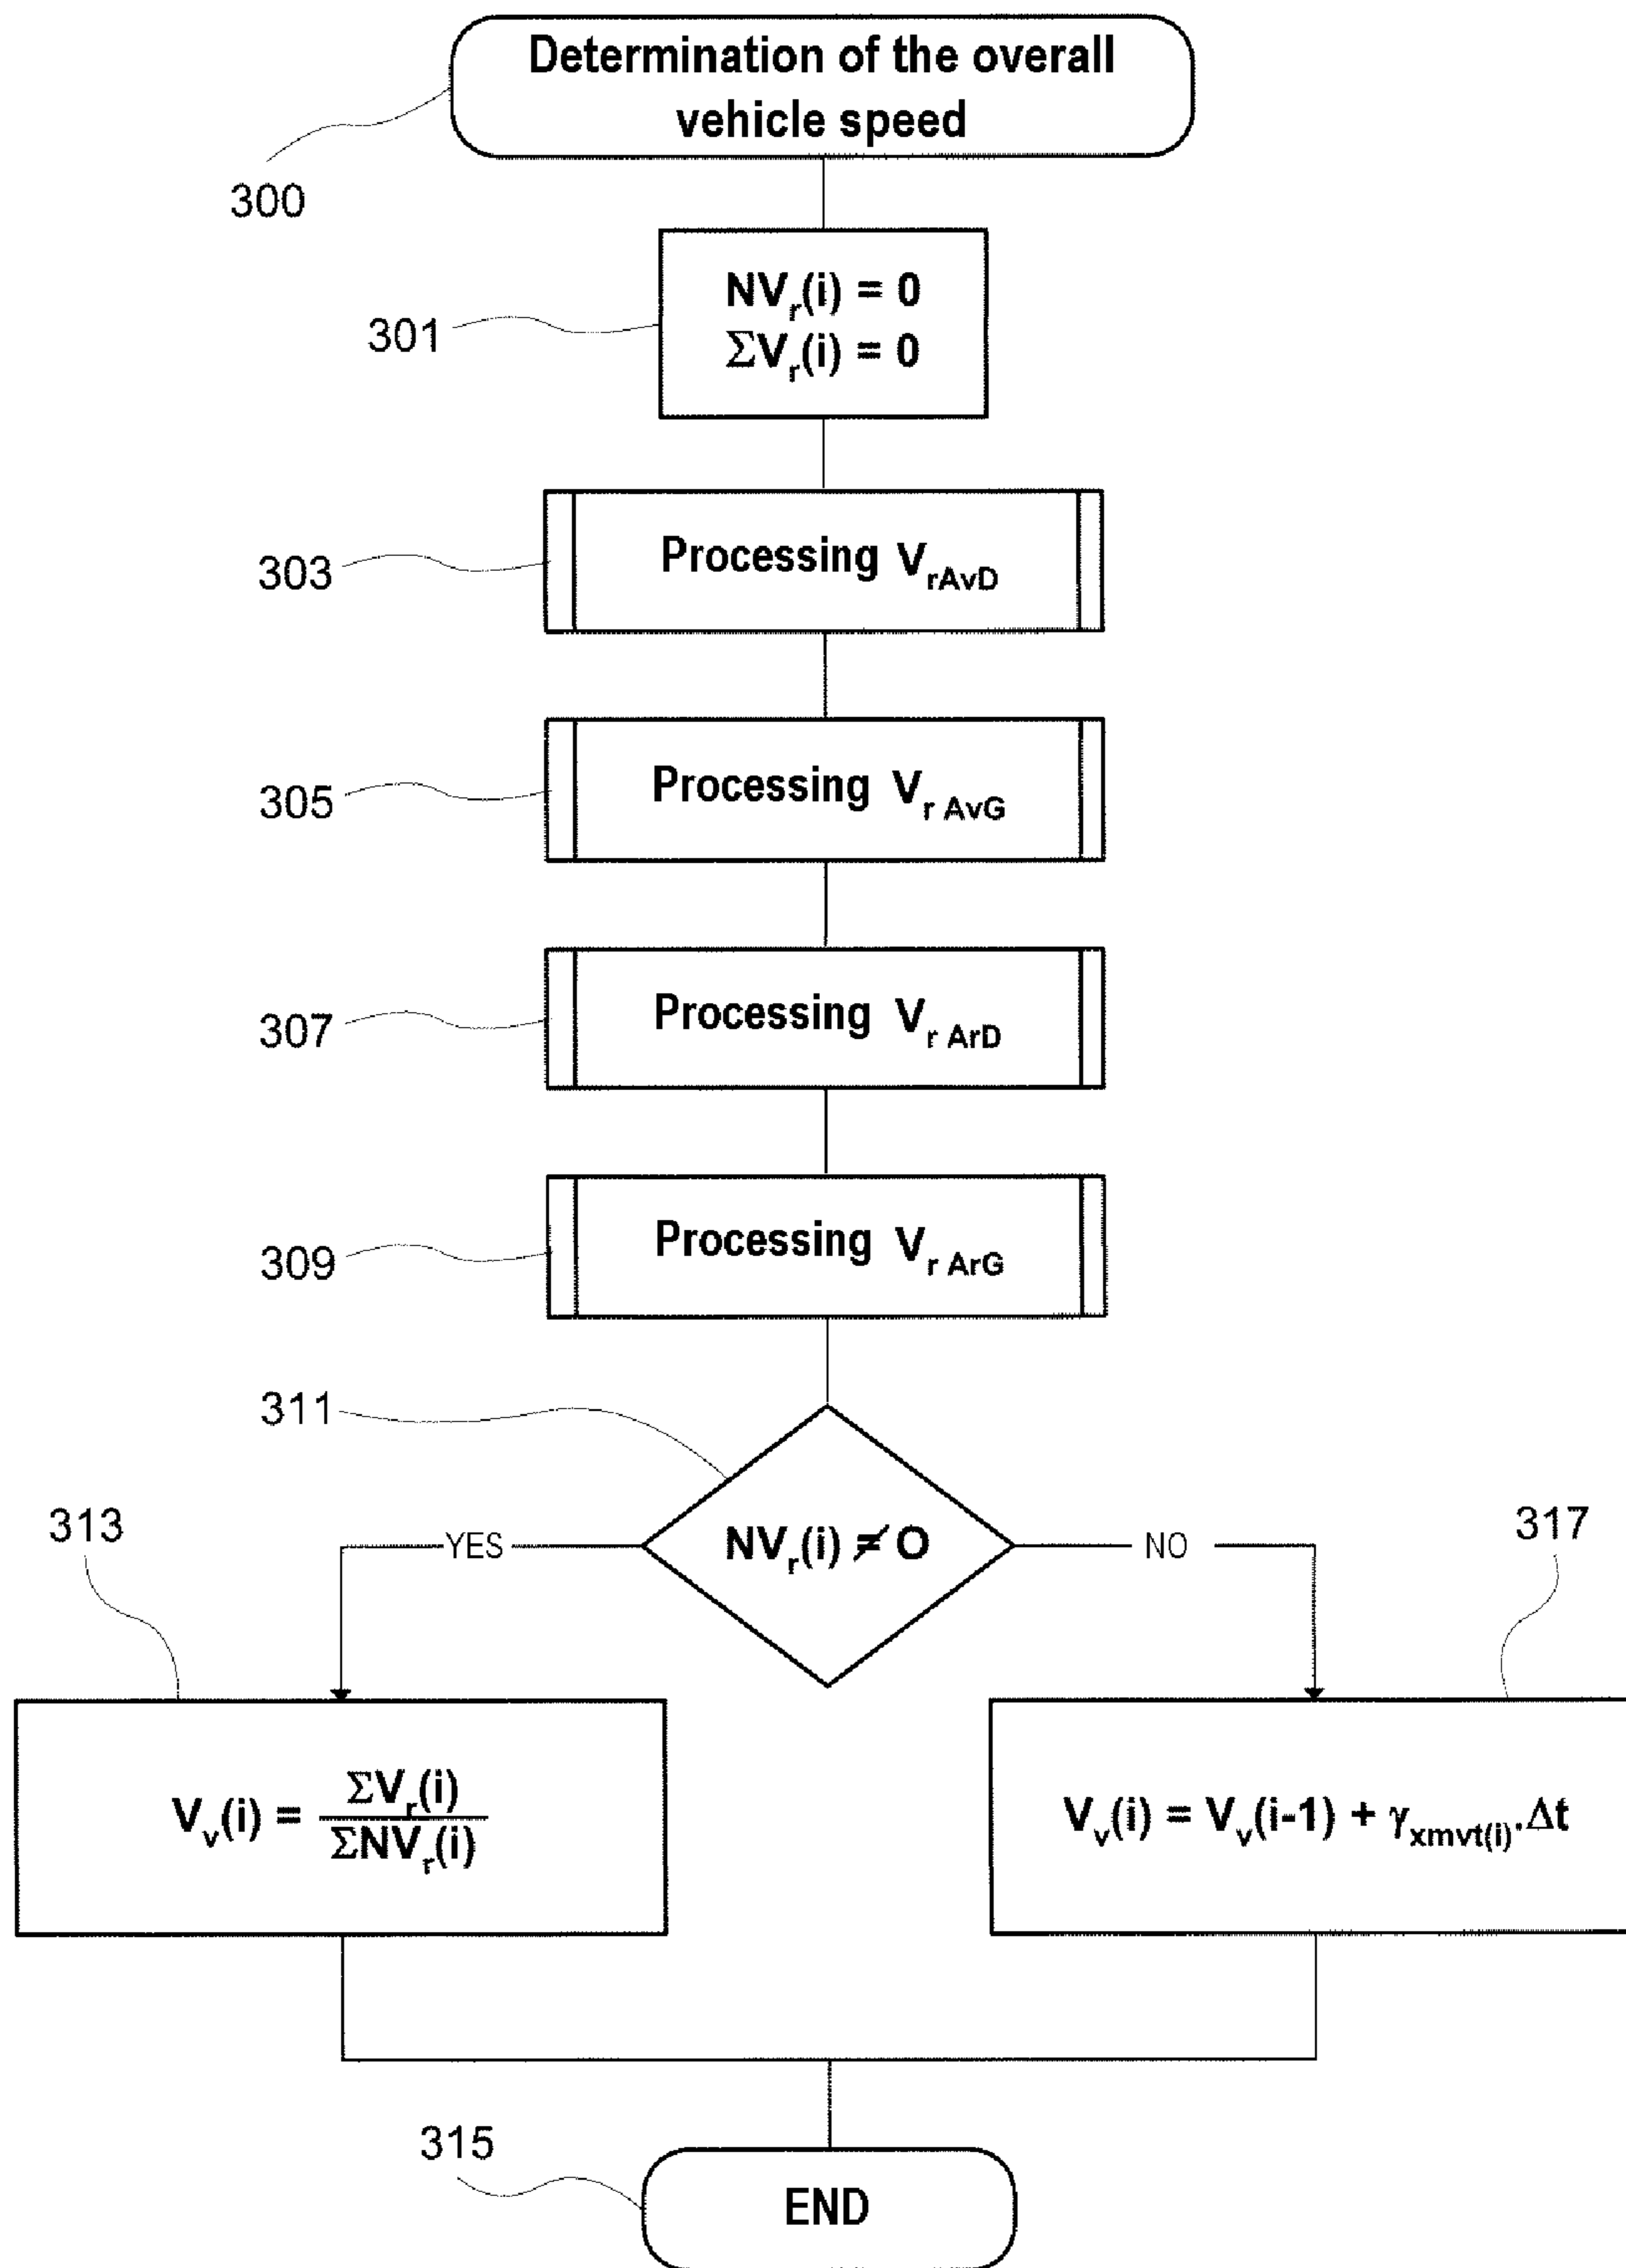 Determination of the overall
vehicle speed
300
NVr(i) = 0
301
ΣVr(i) = 0
303
Processing VrAvD
305
Processing Vr AvG
307
Processing Vr ArD
309
Processing Vr ArG
311
313
317
YES
NVr(i) ≠ O
NO
Vv(i) = ΣVr(i)
ΣNVr(i)
Vv(i) = Vv(i-1) + γxmvt(i).Δt
315
END